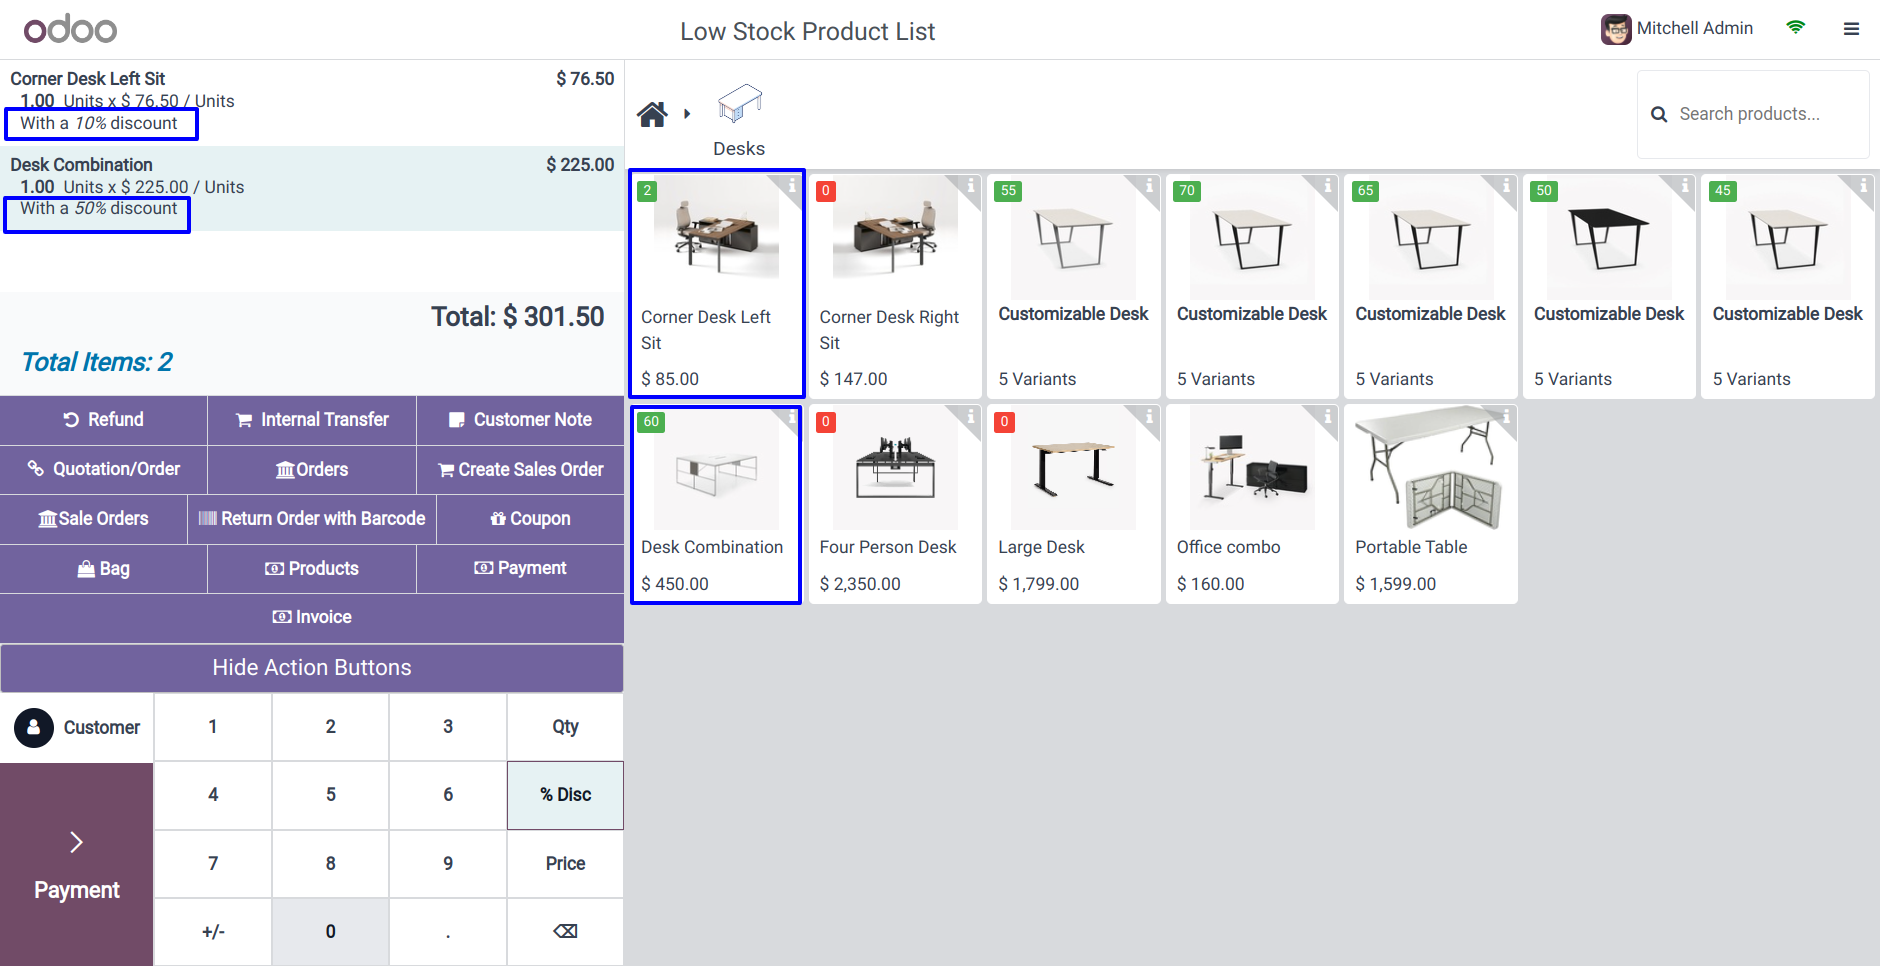 odoo
Low Stock Product List
Mitchell Admin
Corner Desk Left Sit $ 76.50
1.00 Units x $ 76.50 / Units
With a 10% discount
Desk Combination $ 225.00
1.00 Units x $ 225.00 / Units
With a 50% discount
Total: $ 301.50
Total Items: 2
Refund Internal Transfer Customer Note
Quotation/Order Orders Create Sales Order
Sale Orders Return Order with Barcode Coupon
Bag Products Payment
Invoice
Hide Action Buttons
Customer 1 2 3 Qty
4 5 6 % Disc
7 8 9 Price
Payment
+/- 0 . ⌫
Desks
Search products...
2
Corner Desk Left
Sit
$ 85.00
0
Corner Desk Right
Sit
$ 147.00
55
Customizable Desk
5 Variants
70
Customizable Desk
5 Variants
65
Customizable Desk
5 Variants
50
Customizable Desk
5 Variants
45
Customizable Desk
5 Variants
60
Desk Combination
$ 450.00
0
Four Person Desk
$ 2,350.00
0
Large Desk
$ 1,799.00
Office combo
$ 160.00
Portable Table
$ 1,599.00